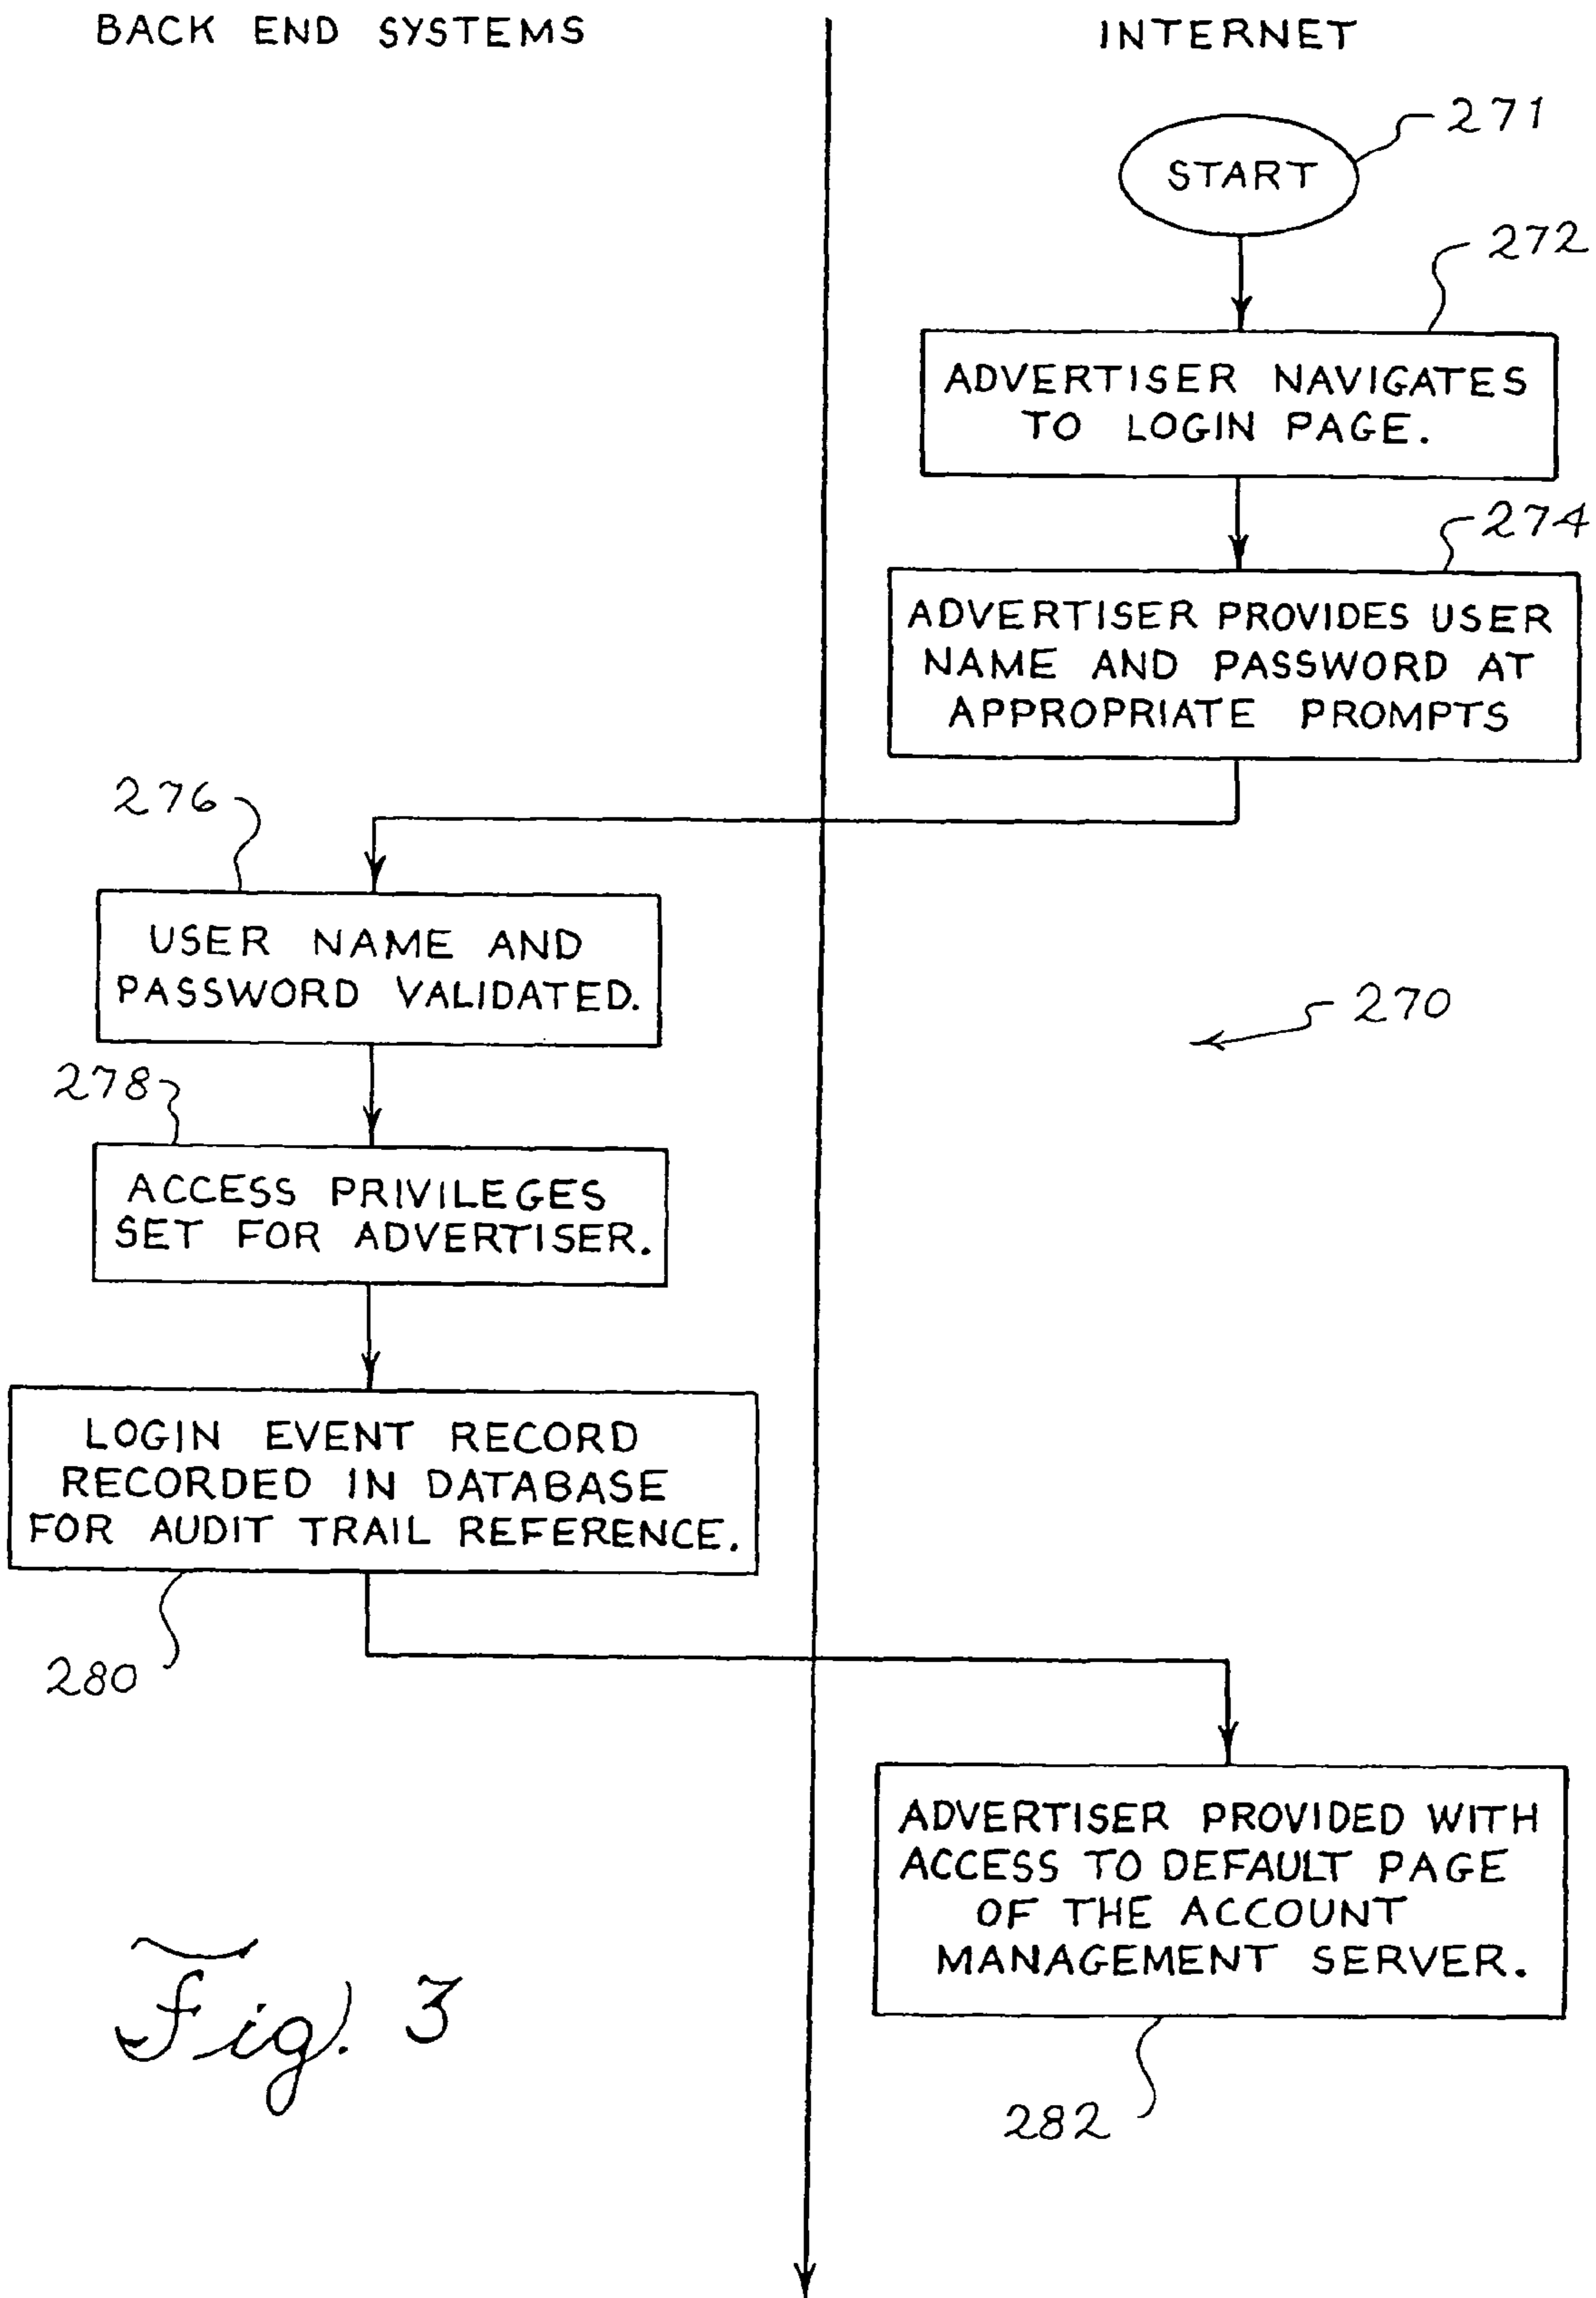 BACK END SYSTEMS
INTERNET
271
START
272
ADVERTISER NAVIGATES
TO LOGIN PAGE.
274
ADVERTISER PROVIDES USER
NAME AND PASSWORD AT
APPROPRIATE PROMPTS
276
USER NAME AND
PASSWORD VALIDATED.
270
278
ACCESS PRIVILEGES
SET FOR ADVERTISER.
LOGIN EVENT RECORD
RECORDED IN DATABASE
FOR AUDIT TRAIL REFERENCE.
280
ADVERTISER PROVIDED WITH
ACCESS TO DEFAULT PAGE
OF THE ACCOUNT
MANAGEMENT SERVER.
282
Fig. 3